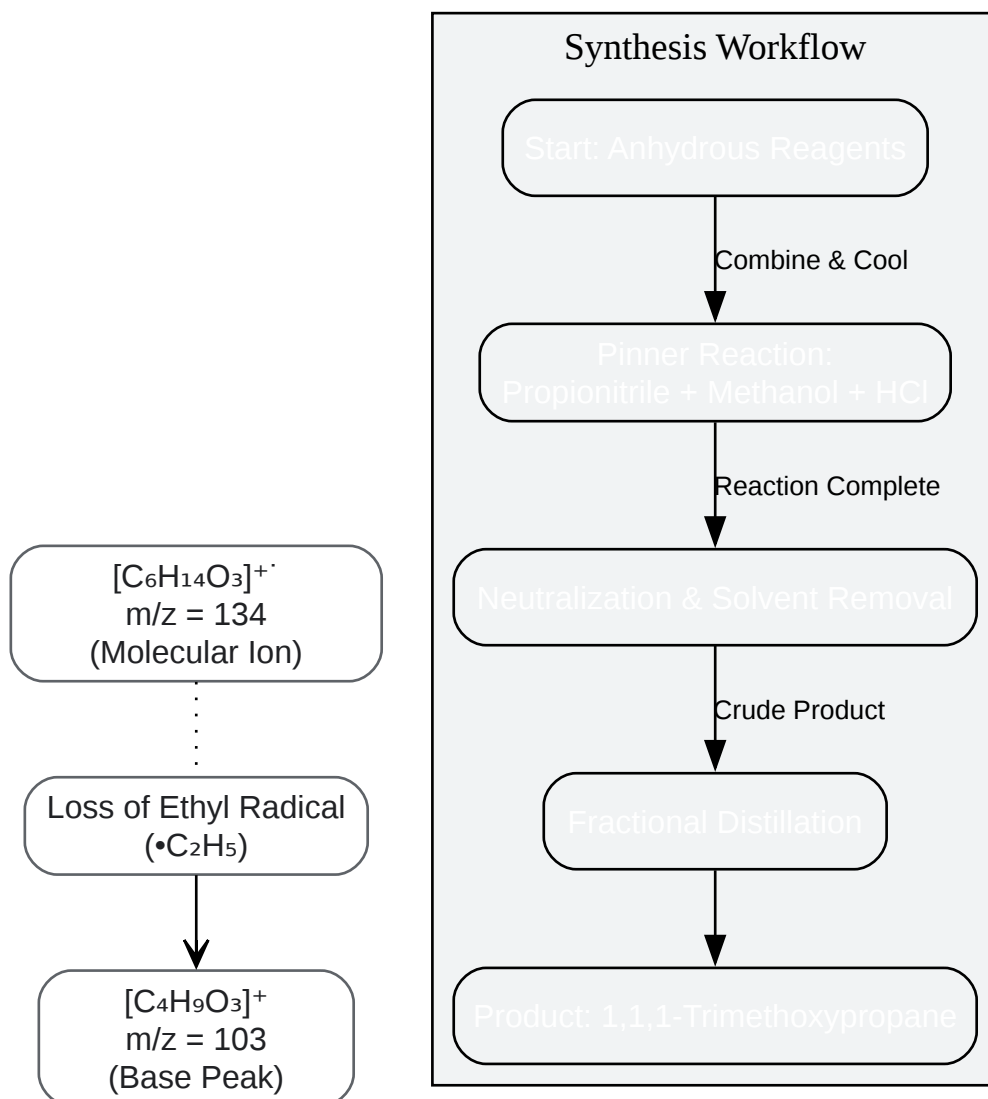 Synthesis Workflow
Start: Anhydrous Reagents
Combine & Cool
Pinner Reaction:
Propionitrile + Methanol + HCl
Reaction Complete
Neutralization & Solvent Removal
Crude Product
Fractional Distillation
Product: 1,1,1-Trimethoxypropane
[C₆H₁₄O₃]⁺˙
m/z = 134
(Molecular Ion)
Loss of Ethyl Radical
(•C₂H₅)
[C₄H₉O₃]⁺
m/z = 103
(Base Peak)